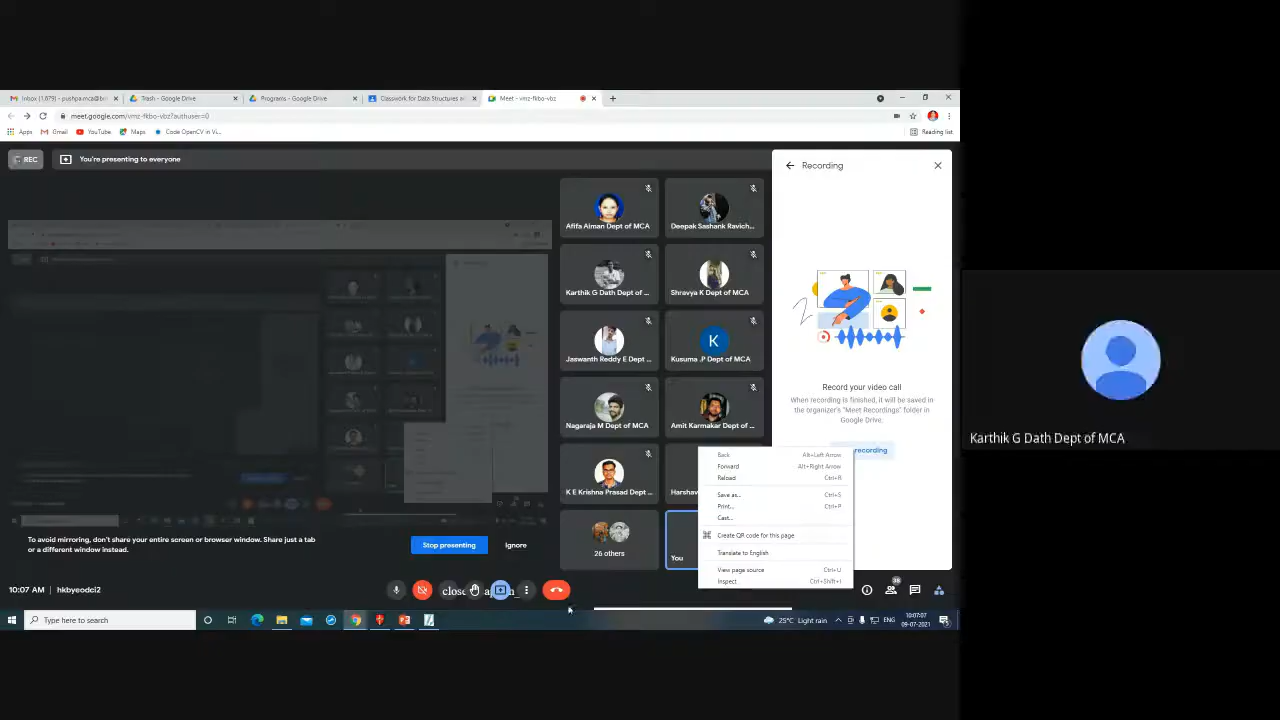 Inbox (1,679) - pushpa.mca@b
Trash - Google Drive
Programs - Google Drive
Classwork for Data Structures a
Meet - vmz-fkbo-vbz
meet.google.com/vmz-fkbo-vbz?authuser=0
Apps
Gmail
YouTube
Maps
Code OpenCV in Vi...
Reading list
REC
You're presenting to everyone
Recording
Afifa Aiman Dept of MCA
Deepak Sashank Ravich...
Karthik G Dath Dept of ...
Shravya K Dept of MCA
Jaswanth Reddy E Dept ...
K
Kusuma .P Dept of MCA
Record your video call
When recording is finished, it will be saved in
the organizer's "Meet Recordings" folder in
Google Drive.
recording
Nagaraja M Dept of MCA
Amit Karmakar Dept of ...
K E Krishna Prasad Dept ...
Harshav
26 others
You
Back Alt+Left Arrow
Forward Alt+Right Arrow
Reload Ctrl+R
Save as... Ctrl+S
Print... Ctrl+P
Cast...
Create QR code for this page
Translate to English
View page source Ctrl+U
Inspect Ctrl+Shift+I
To avoid mirroring, don't share your entire screen or browser window. Share just a tab
or a different window instead.
Stop presenting
Ignore
10:07 AM
hkbyeodcl2
38
Type here to search
25°C Light rain
ENG
10:07:07
09-07-2021
Karthik G Dath Dept of MCA